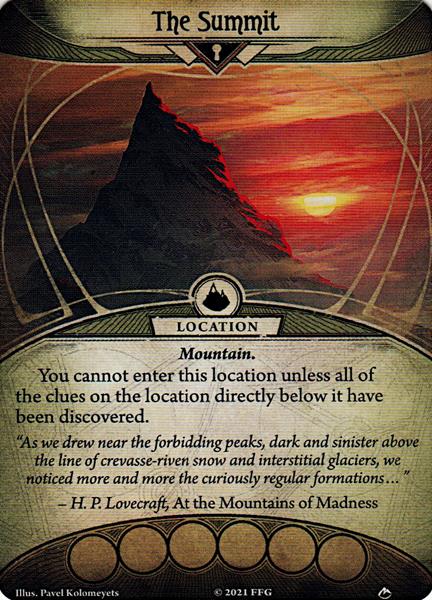 The Summit
LOCATION
Mountain.
You cannot enter this location unless all of
the clues on the location directly below it have
been discovered.
“As we drew near the forbidding peaks, dark and sinister above
the line of crevasse-riven snow and interstitial glaciers, we
noticed more and more the curiously regular formations…”
– H. P. Lovecraft, At the Mountains of Madness
Illus. Pavel Kolomeyets
© 2021 FFG